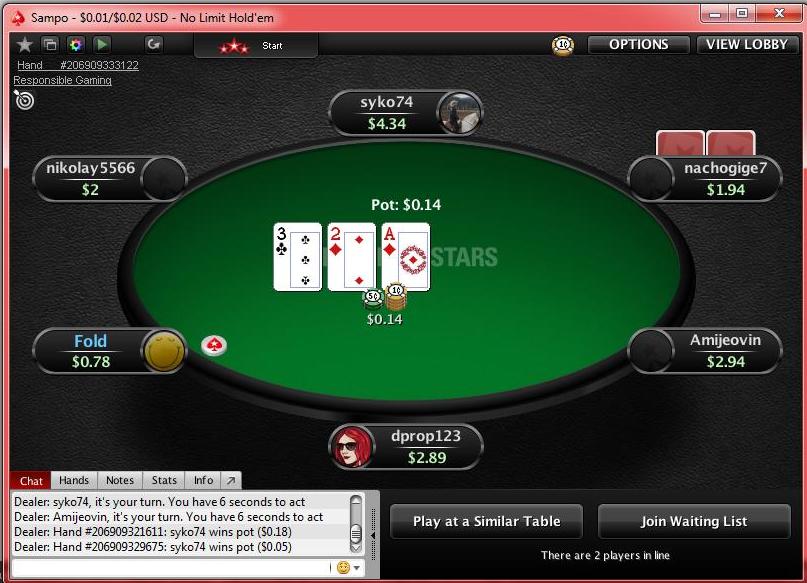 Sampo - $0.01/$0.02 USD - No Limit Hold'em
Start
1¢
OPTIONS
VIEW LOBBY
Hand #206909333122
Responsible Gaming
syko74
$4.34
nikolay5566
$2
nachogige7
$1.94
Pot: $0.14
3
2
A
STARS
5¢
1¢
$0.14
Fold
$0.78
Amijeovin
$2.94
dprop123
$2.89
Chat
Hands
Notes
Stats
Info
Dealer: syko74, it's your turn. You have 6 seconds to act
Dealer: Amijeovin, it's your turn. You have 6 seconds to act
Dealer: Hand #206909321611: syko74 wins pot ($0.18)
Dealer: Hand #206909329675: syko74 wins pot ($0.05)
Play at a Similar Table
Join Waiting List
There are 2 players in line